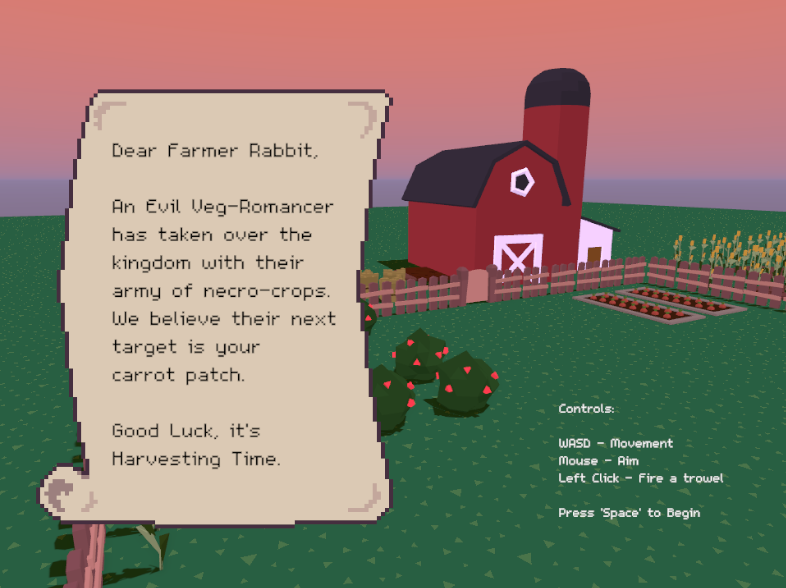 Dear Farmer Rabbit,
An Evil Veg-Romancer
has taken over the
kingdom with their
army of necro-crops.
We believe their next
target is your
carrot patch.
Good Luck, it's
Harvesting Time.
Controls:
WASD - Movement
Mouse - Aim
Left Click - Fire a trowel
Press 'Space' to Begin